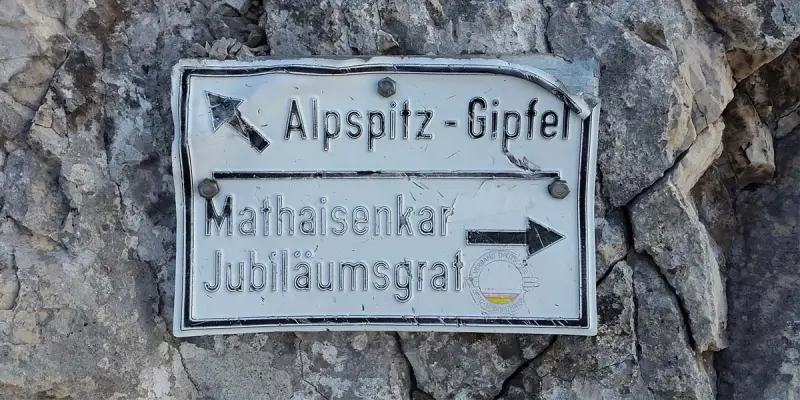 Alpspitz - Gipfel
Mathaisenkar
Jubiläumsgrat